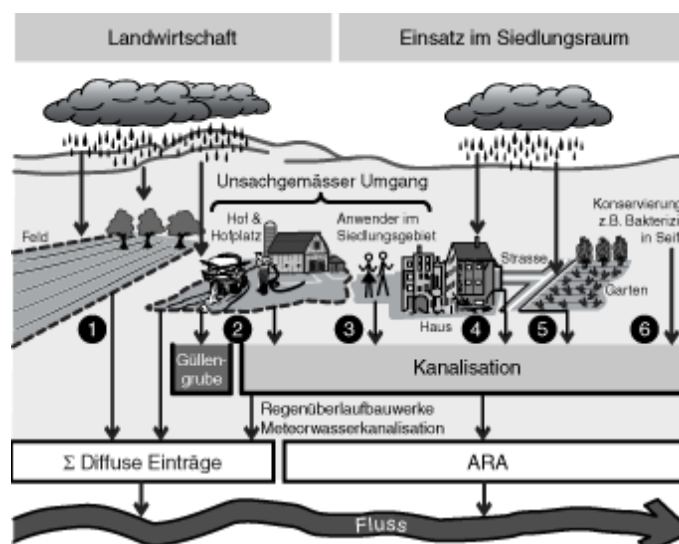 Landwirtschaft
Einsatz im Siedlungsraum
Unsachgemässer Umgang
Feld
Hof &
Hofplatz
Anwender im
Siedlungsgebiet
Konservierung
z.B. Bakterizi
in Seif
Strasse
Garten
Haus
1
2
3
4
5
6
Güllen-
grube
Kanalisation
Regenüberlaufbauwerke
Meteorwasserkanalisation
Σ Diffuse Einträge
ARA
Fluss